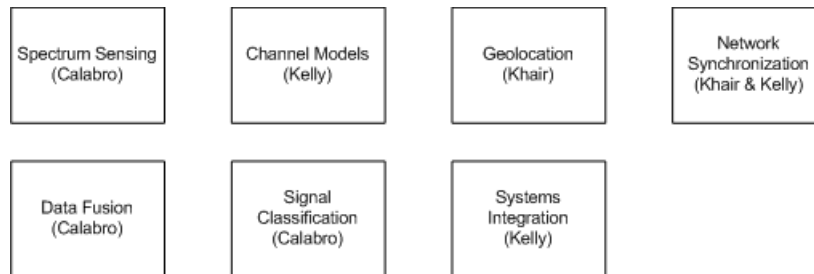 Spectrum Sensing
(Calabro)
Channel Models
(Kelly)
Geolocation
(Khair)
Network
Synchronization
(Khair & Kelly)
Data Fusion
(Calabro)
Signal
Classification
(Calabro)
Systems
Integration
(Kelly)